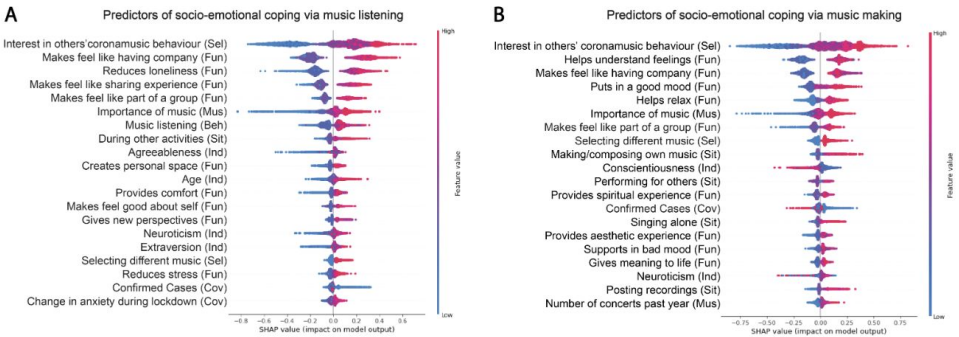 A
Predictors of socio-emotional coping via music listening
Interest in others'coronamusic behaviour (Sel)
Makes feel like having company (Fun)
Reduces loneliness (Fun)
Makes feel like sharing experience (Fun)
Makes feel like part of a group (Fun)
Importance of music (Mus)
Music listening (Beh)
During other activities (Sit)
Agreeableness (Ind)
Creates personal space (Fun)
Age (Ind)
Provides comfort (Fun)
Makes feel good about self (Fun)
Gives new perspectives (Fun)
Neuroticism (Ind)
Extraversion (Ind)
Selecting different music (Sel)
Reduces stress (Fun)
Confirmed Cases (Cov)
Change in anxiety during lockdown (Cov)
−0.8 −0.6 −0.4 −0.2 0.0 0.2 0.4 0.6
SHAP value (impact on model output)
High
Feature value
Low
B
Predictors of socio-emotional coping via music making
Interest in others' coronamusic behaviour (Sel)
Helps understand feelings (Fun)
Makes feel like having company (Fun)
Puts in a good mood (Fun)
Helps relax (Fun)
Importance of music (Mus)
Makes feel like part of a group (Fun)
Selecting different music (Sel)
Making/composing own music (Sit)
Conscientiousness (Ind)
Performing for others (Sit)
Provides spiritual experience (Fun)
Confirmed Cases (Cov)
Singing alone (Sit)
Provides aesthetic experience (Fun)
Supports in bad mood (Fun)
Gives meaning to life (Fun)
Neuroticism (Ind)
Posting recordings (Sit)
Number of concerts past year (Mus)
−0.75 −0.50 −0.25 0.00 0.25 0.50 0.75
SHAP value (impact on model output)
High
Feature value
Low